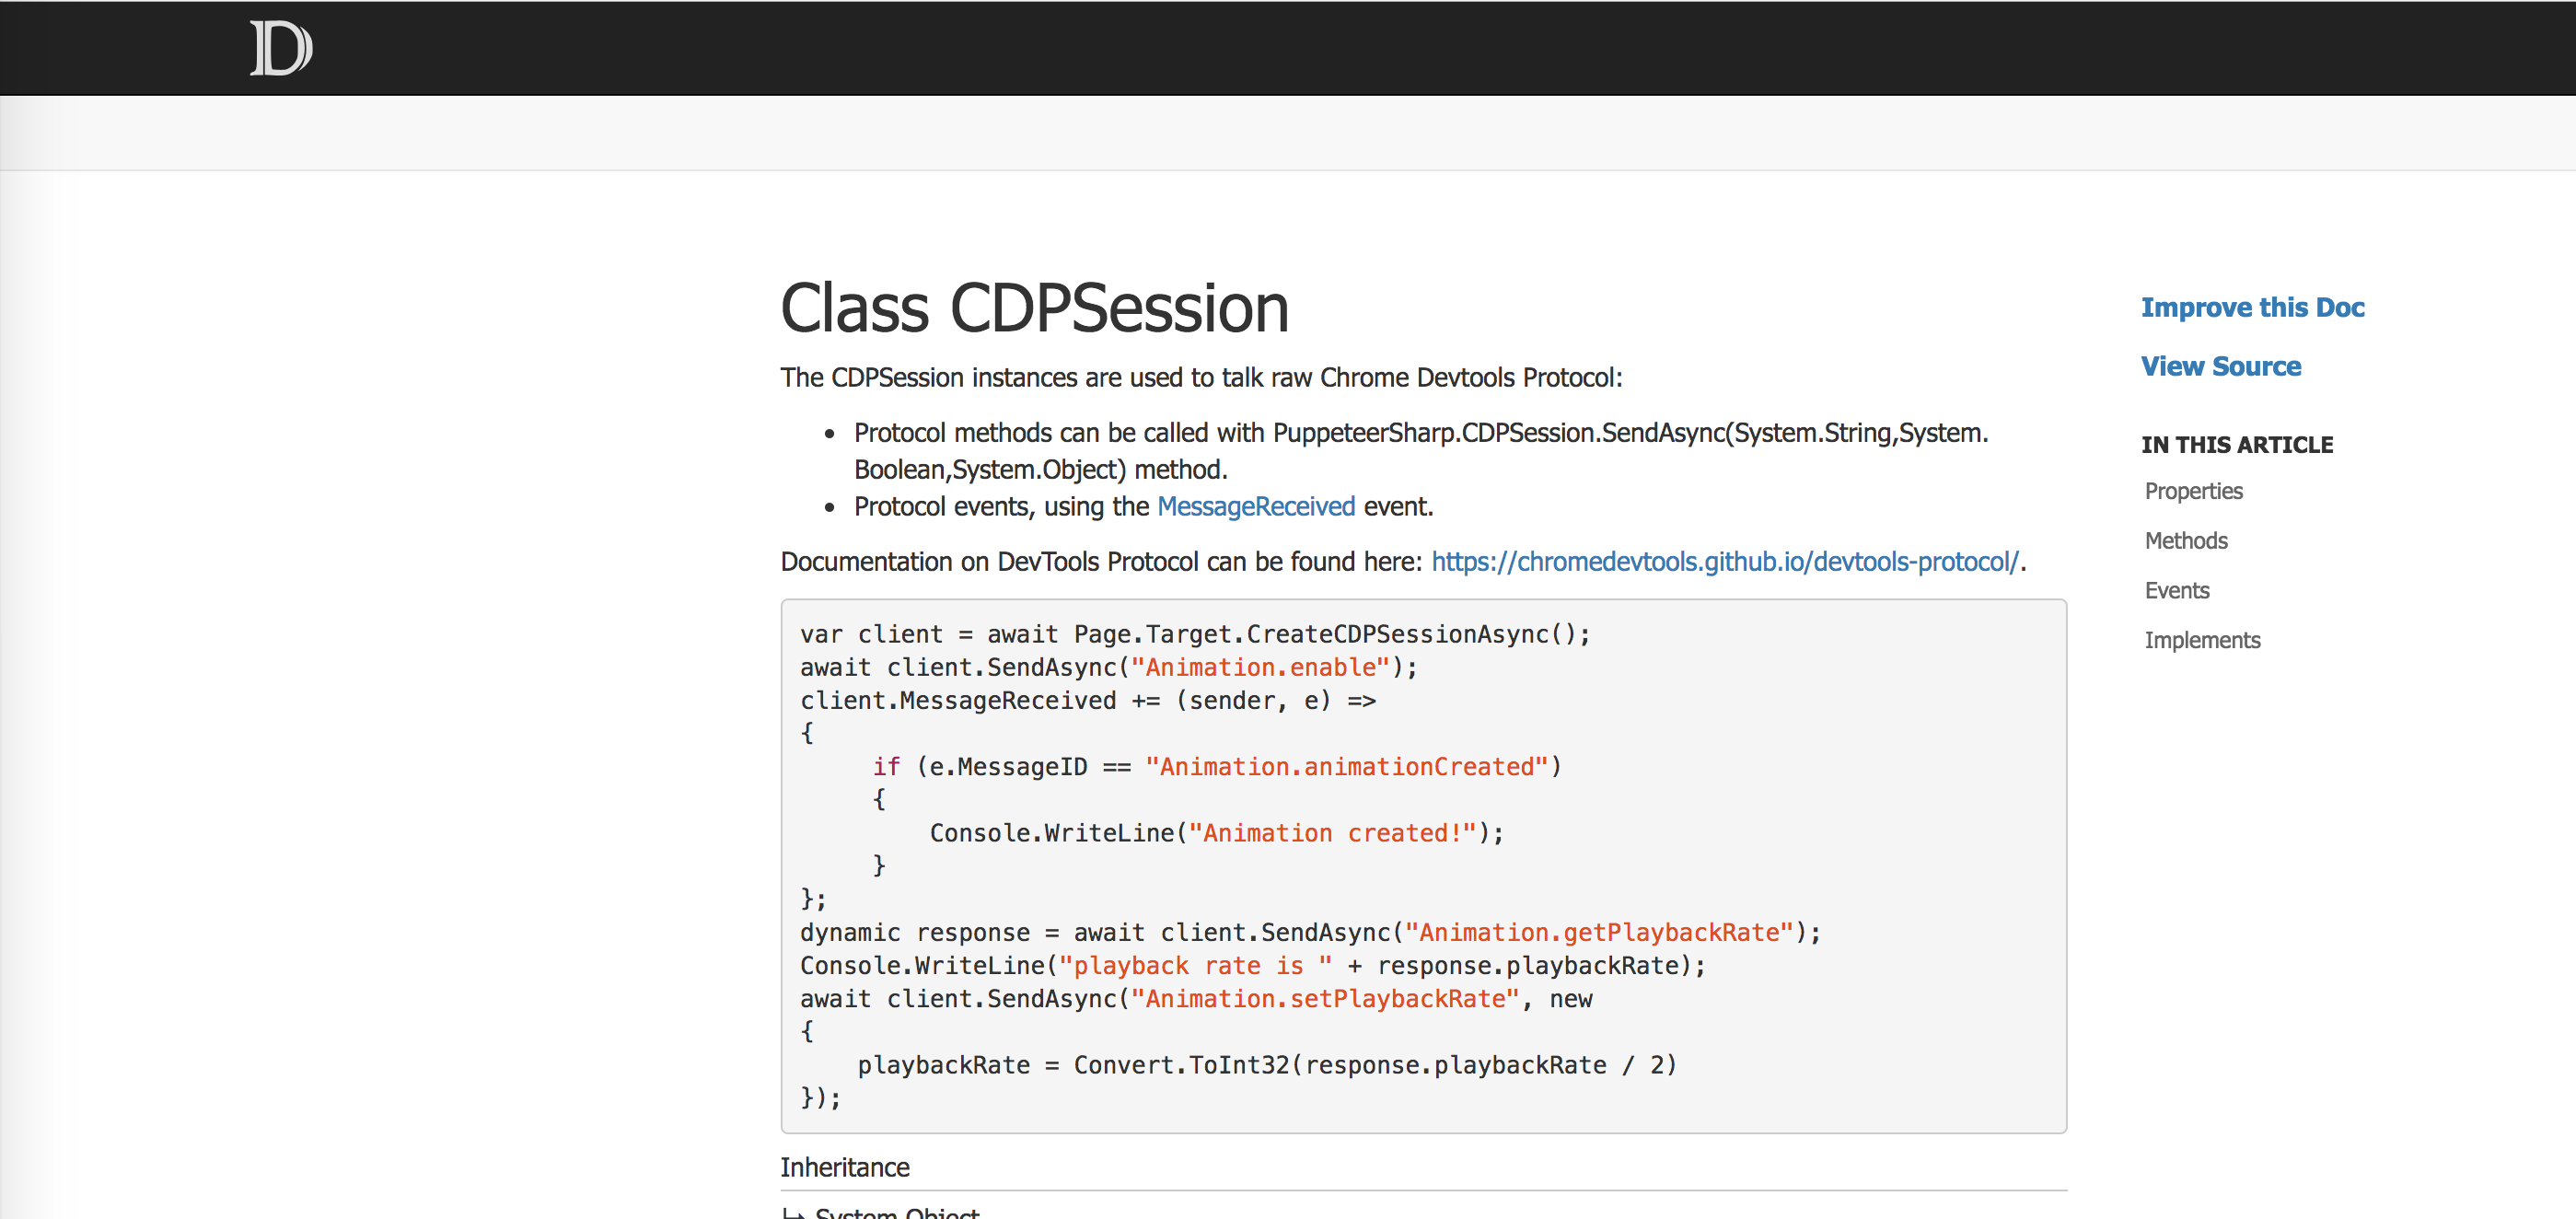 D
Class CDPSession
The CDPSession instances are used to talk raw Chrome Devtools Protocol:
• Protocol methods can be called with PuppeteerSharp.CDPSession.SendAsync(System.String,System.
Boolean,System.Object) method.
• Protocol events, using the MessageReceived event.
Documentation on DevTools Protocol can be found here: https://chromedevtools.github.io/devtools-protocol/.
var client = await Page.Target.CreateCDPSessionAsync();
await client.SendAsync("Animation.enable");
client.MessageReceived += (sender, e) =>
{
     if (e.MessageID == "Animation.animationCreated")
     {
         Console.WriteLine("Animation created!");
     }
};
dynamic response = await client.SendAsync("Animation.getPlaybackRate");
Console.WriteLine("playback rate is " + response.playbackRate);
await client.SendAsync("Animation.setPlaybackRate", new
{
    playbackRate = Convert.ToInt32(response.playbackRate / 2)
});
Inheritance
↳ System.Object
Improve this Doc
View Source
IN THIS ARTICLE
Properties
Methods
Events
Implements